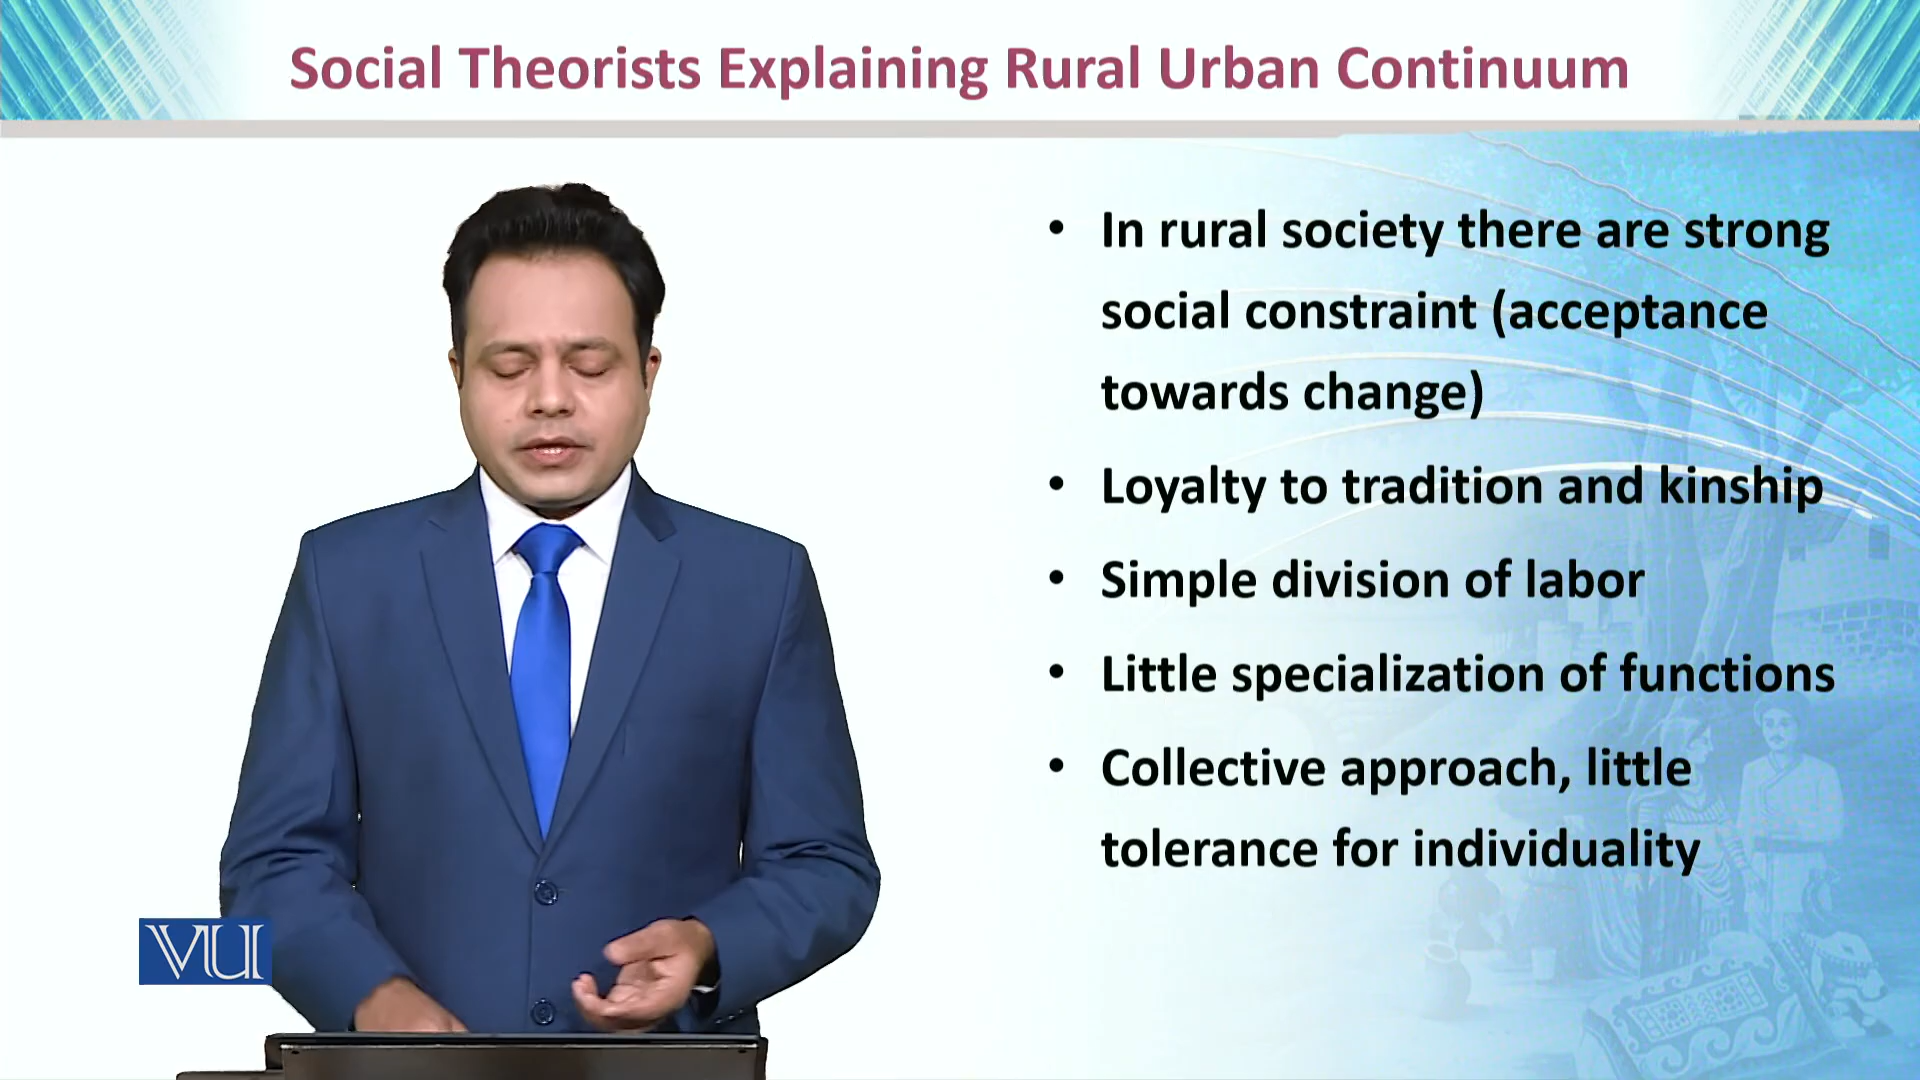 Social Theorists Explaining Rural Urban Continuum
• In rural society there are strong
social constraint (acceptance
towards change)
• Loyalty to tradition and kinship
• Simple division of labor
• Little specialization of functions
• Collective approach, little
tolerance for individuality
VU